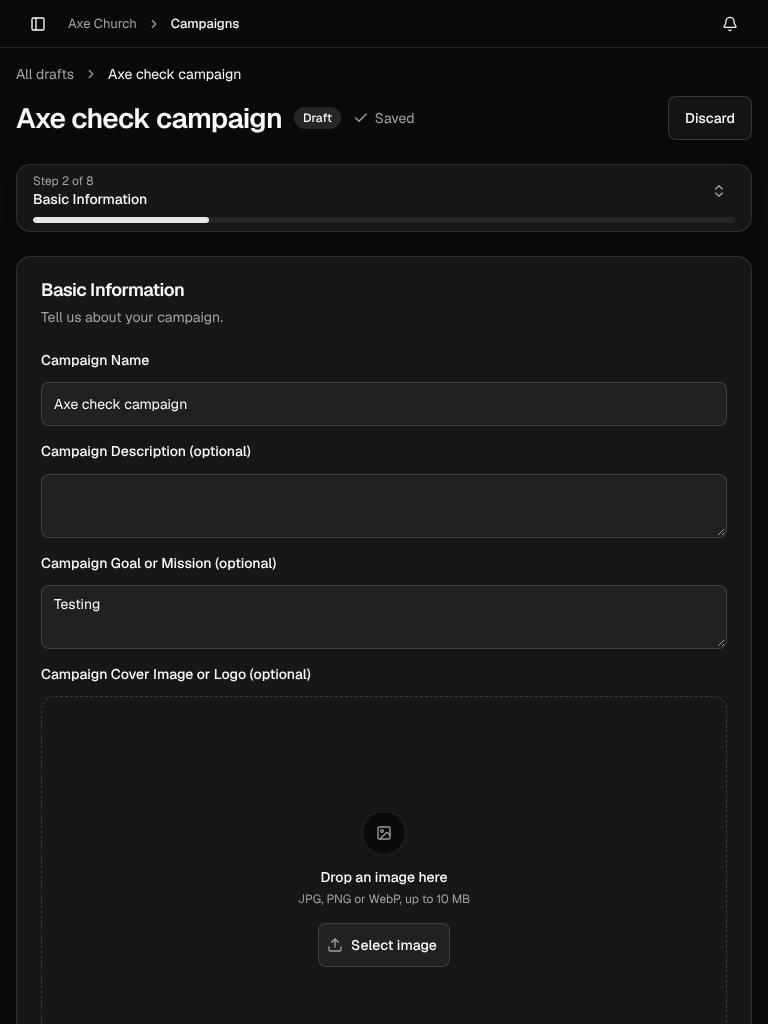 Axe Church > Campaigns
All drafts > Axe check campaign
Axe check campaign Draft Saved Discard
Step 2 of 8
Basic Information
Basic Information
Tell us about your campaign.
Campaign Name
Axe check campaign
Campaign Description (optional)
Campaign Goal or Mission (optional)
Testing
Campaign Cover Image or Logo (optional)
Drop an image here
JPG, PNG or WebP, up to 10 MB
Select image